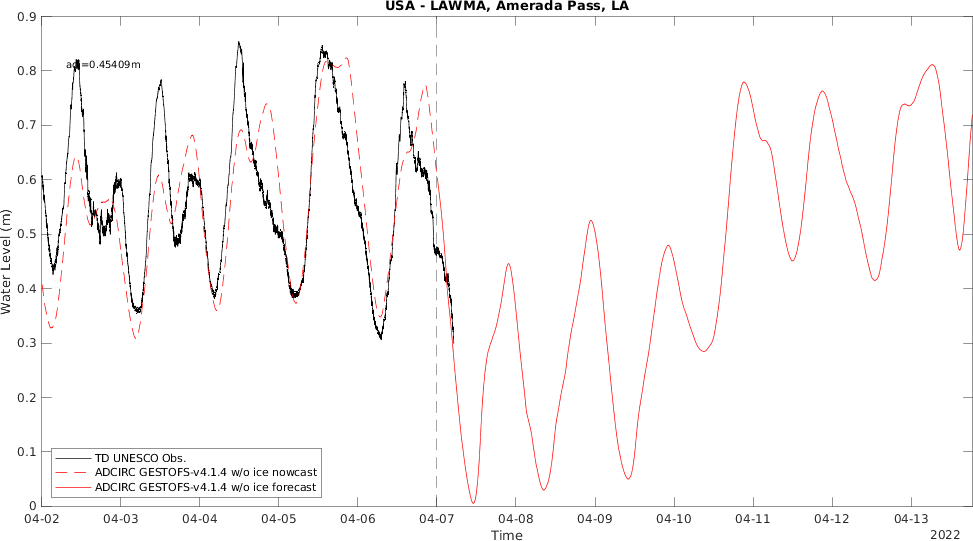 USA - LAWMA, Amerada Pass, LA
0.9
0.8
0.7
0.6
0.5
0.4
0.3
0.2
0.1
0
Water Level (m)
=0.45409m
TD UNESCO Obs.
ADCIRC GESTOFS-v4.1.4 w/o ice nowcast
ADCIRC GESTOFS-v4.1.4 w/o ice forecast
04-02 04-03 04-04 04-05 04-06 04-07 04-08 04-09 04-10 04-11 04-12 04-13
Time
2022